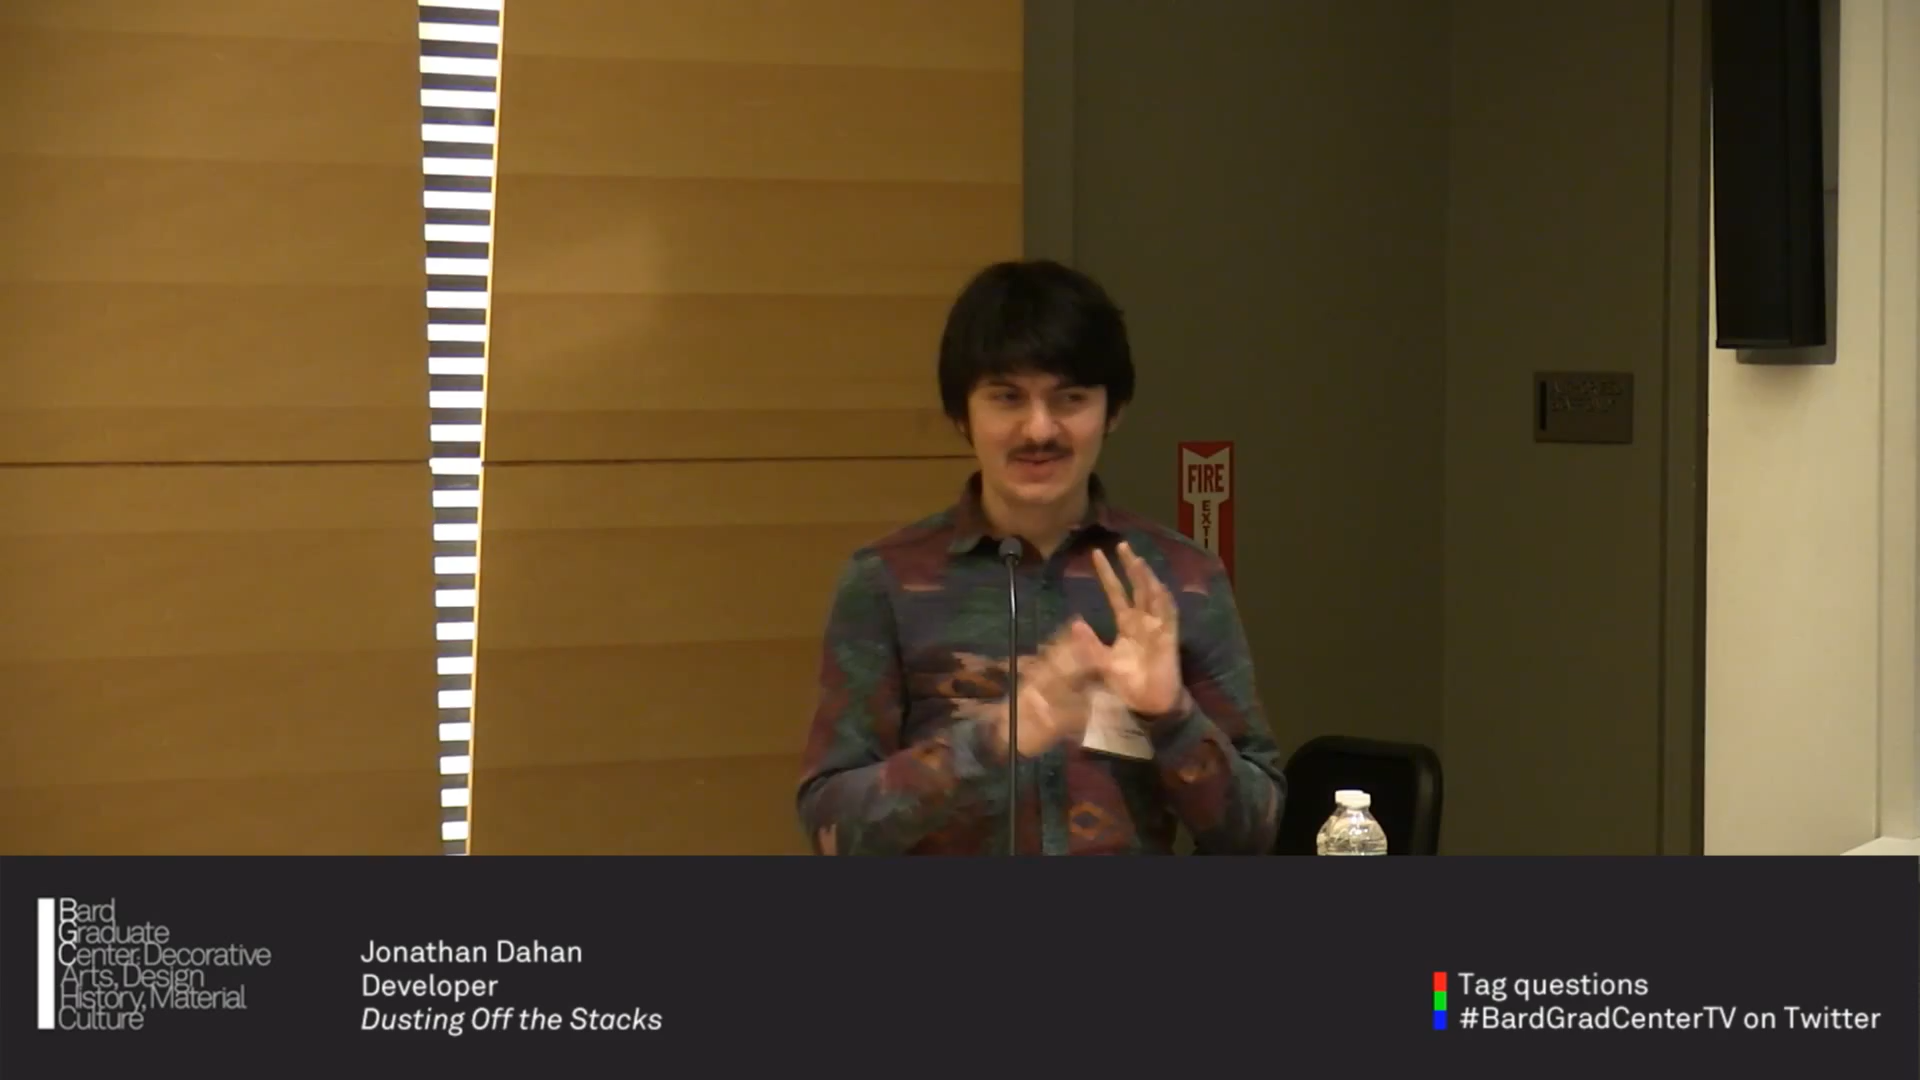 FIRE
EXTI
Bard
Graduate
Center: Decorative
Arts, Design
History, Material
Culture
Jonathan Dahan
Developer
Dusting Off the Stacks
Tag questions
#BardGradCenterTV on Twitter